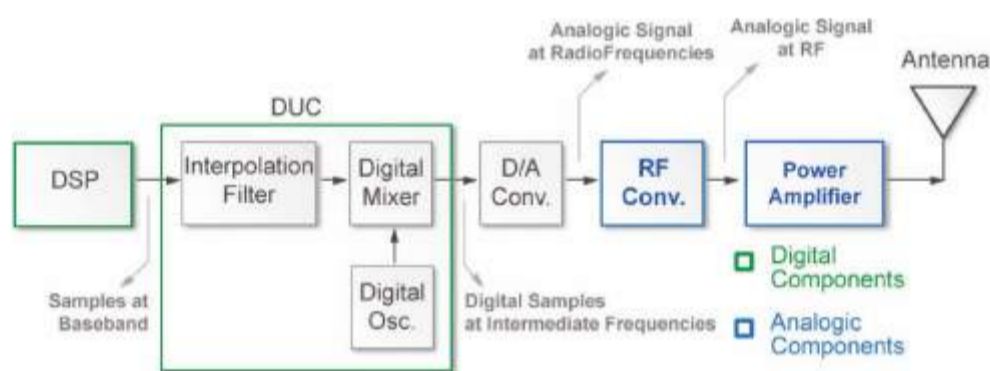 Analogic Signal
at RadioFrequencies
Analogic Signal
at RF
Antenna
DUC
DSP
Interpolation
Filter
Digital
Mixer
D/A
Conv.
RF
Conv.
Power
Amplifier
Digital
Osc.
Samples at
Baseband
Digital Samples
at Intermediate Frequencies
Digital
Components
Analogic
Components